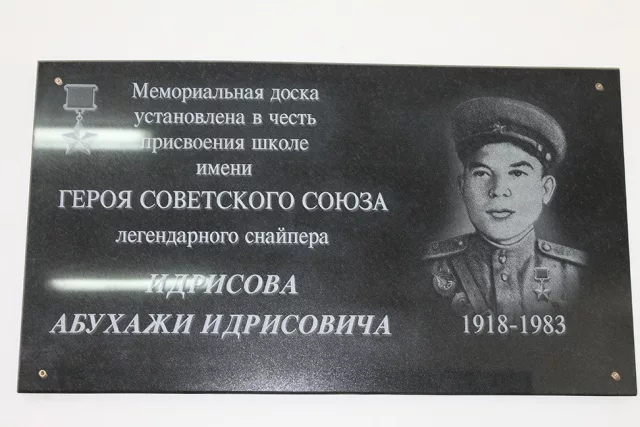 Мемориальная доска
установлена в честь
присвоения школе
имени
ГЕРОЯ СОВЕТСКОГО СОЮЗА
легендарного снайпера
ИДРИСОВА
АБУХАЖИ ИДРИСОВИЧА
1918-1983